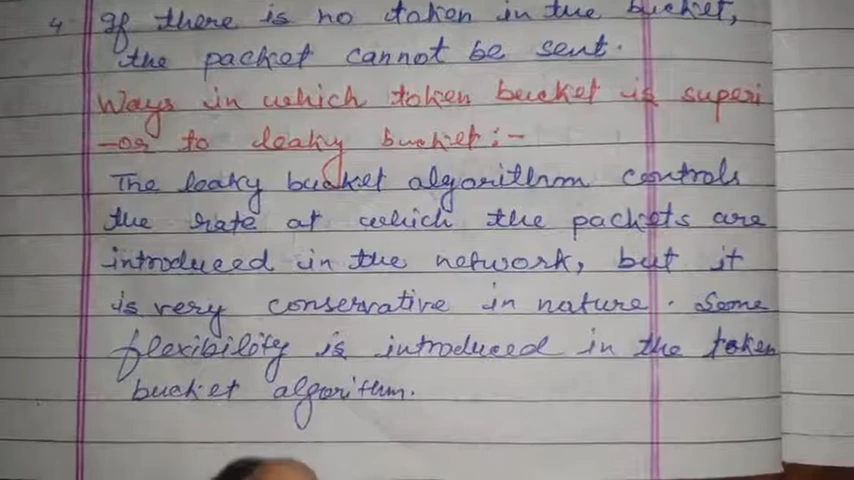 4 If there is no token in the bucket,
the packet cannot be sent.
Ways in which token bucket is superi
-or to leaky bucket :-
The leaky bucket algorithm controls
the rate at which the packets are
introduced in the network, but it
is very conservative in nature. Some
flexibility is introduced in the token
bucket algorithm.